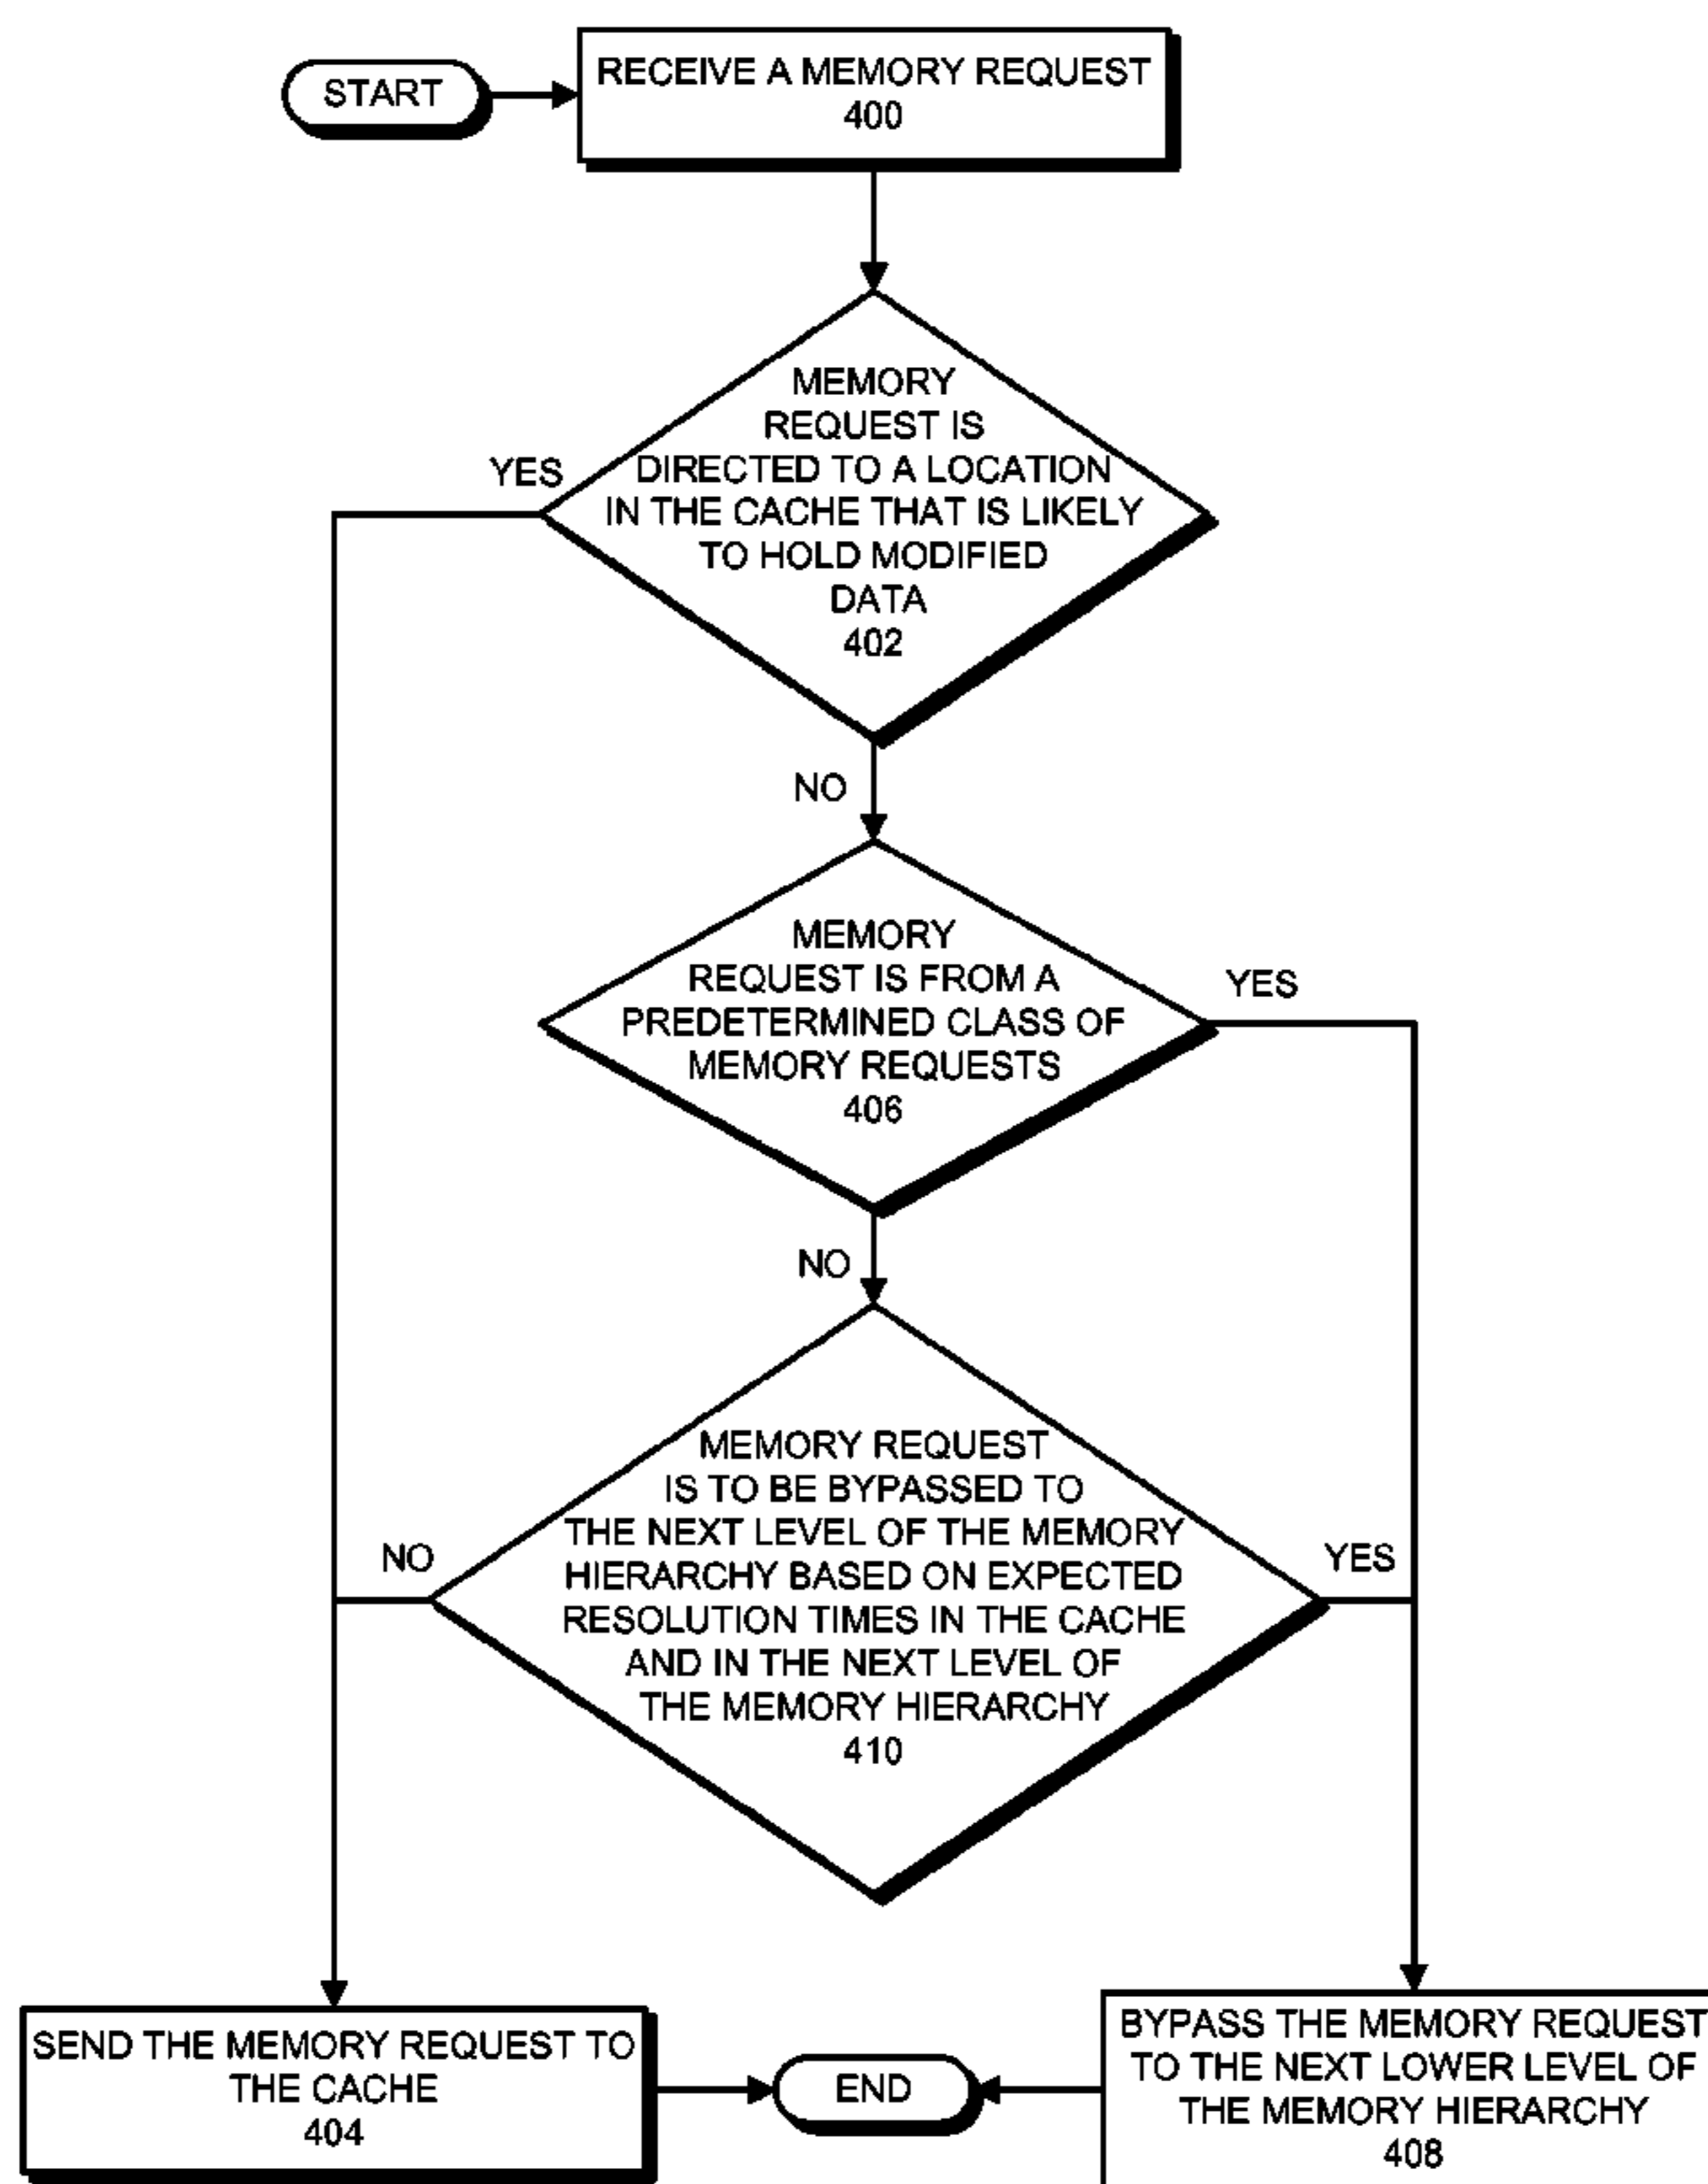 START
RECEIVE A MEMORY REQUEST
400
MEMORY
REQUEST IS
DIRECTED TO A LOCATION
IN THE CACHE THAT IS LIKELY
TO HOLD MODIFIED
DATA
402
YES
NO
MEMORY
REQUEST IS FROM A
PREDETERMINED CLASS OF
MEMORY REQUESTS
406
YES
NO
MEMORY REQUEST
IS TO BE BYPASSED TO
THE NEXT LEVEL OF THE MEMORY
HIERARCHY BASED ON EXPECTED
RESOLUTION TIMES IN THE CACHE
AND IN THE NEXT LEVEL OF
THE MEMORY HIERARCHY
410
NO
YES
SEND THE MEMORY REQUEST TO
THE CACHE
404
END
BYPASS THE MEMORY REQUEST
TO THE NEXT LOWER LEVEL OF
THE MEMORY HIERARCHY
408